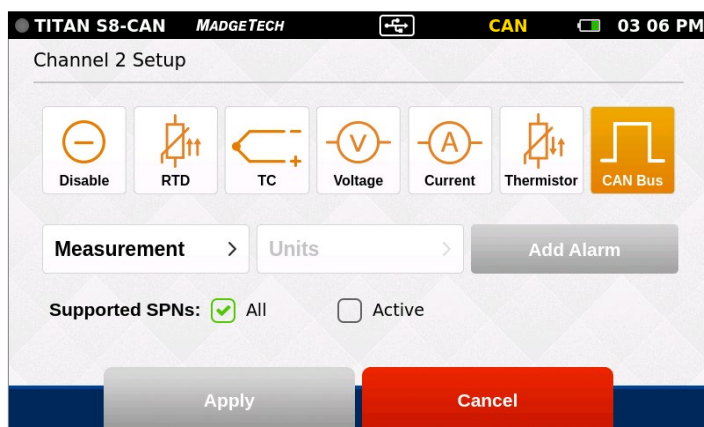 TITAN S8-CAN MADGETECH CAN 03 06 PM
Channel 2 Setup
V A
Disable RTD TC Voltage Current Thermistor CAN Bus
Measurement > Units > Add Alarm
Supported SPNs: All Active
Apply Cancel